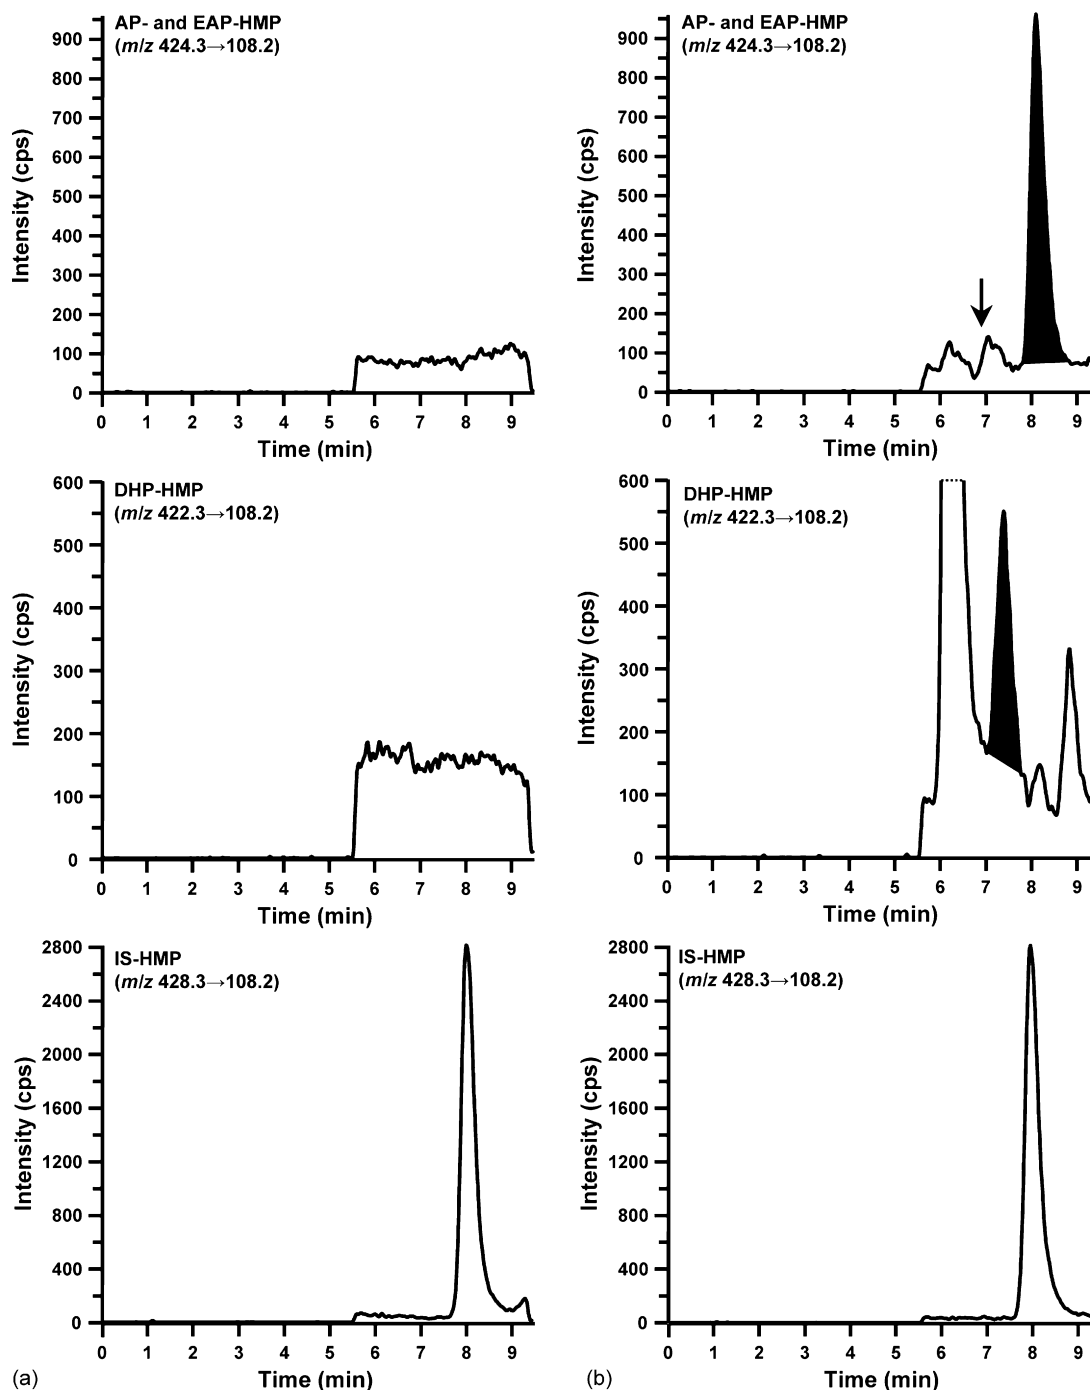 AP- and EAP-HMP
(m/z 424.3→108.2)
Intensity (cps)
900
800
700
600
500
400
300
200
100
0
0 1 2 3 4 5 6 7 8 9
Time (min)
AP- and EAP-HMP
(m/z 424.3→108.2)
Intensity (cps)
900
800
700
600
500
400
300
200
100
0
0 1 2 3 4 5 6 7 8 9
Time (min)
DHP-HMP
(m/z 422.3→108.2)
Intensity (cps)
600
500
400
300
200
100
0
0 1 2 3 4 5 6 7 8 9
Time (min)
DHP-HMP
(m/z 422.3→108.2)
Intensity (cps)
600
500
400
300
200
100
0
0 1 2 3 4 5 6 7 8 9
Time (min)
IS-HMP
(m/z 428.3→108.2)
Intensity (cps)
2800
2400
2000
1600
1200
800
400
0
0 1 2 3 4 5 6 7 8 9
Time (min)
(a)
IS-HMP
(m/z 428.3→108.2)
Intensity (cps)
2800
2400
2000
1600
1200
800
400
0
0 1 2 3 4 5 6 7 8 9
Time (min)
(b)